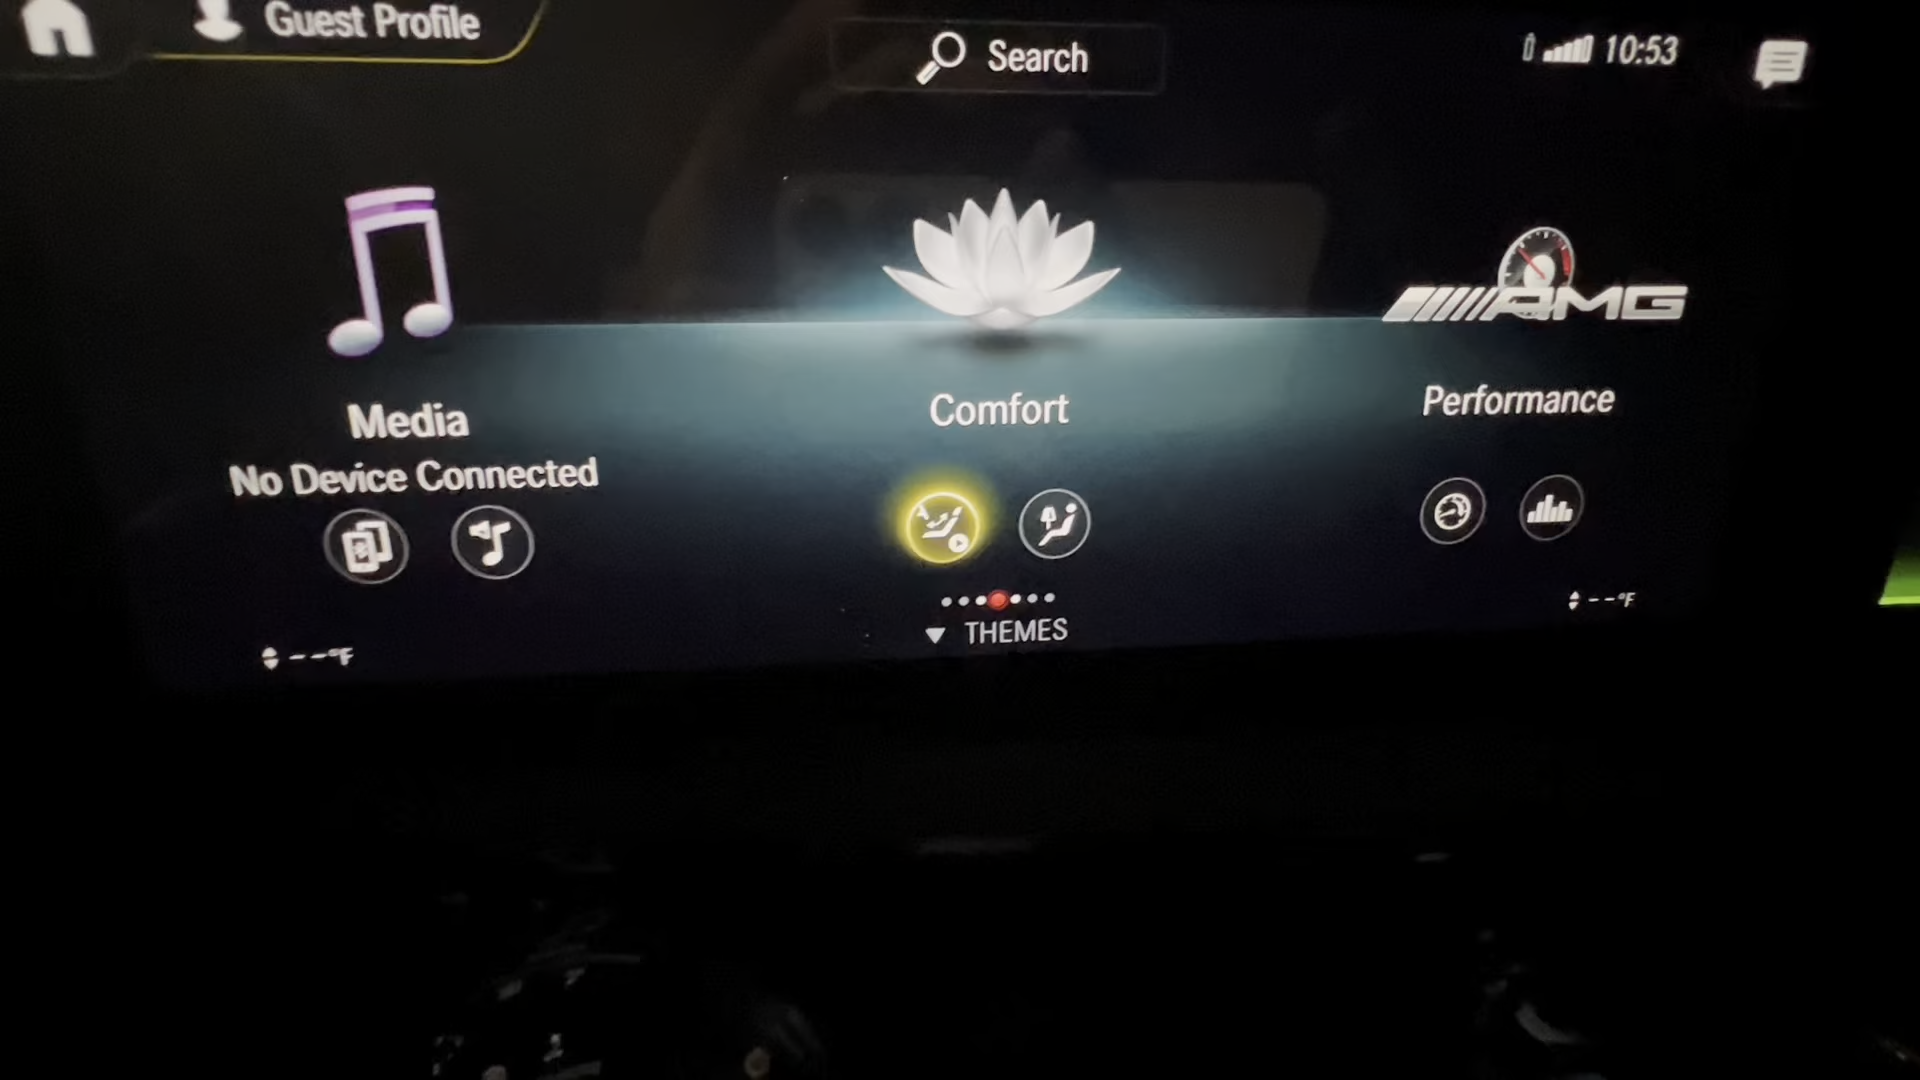 Guest Profile
Search
10:53
AMG
Media
Comfort
Performance
No Device Connected
THEMES
--°F
--°F